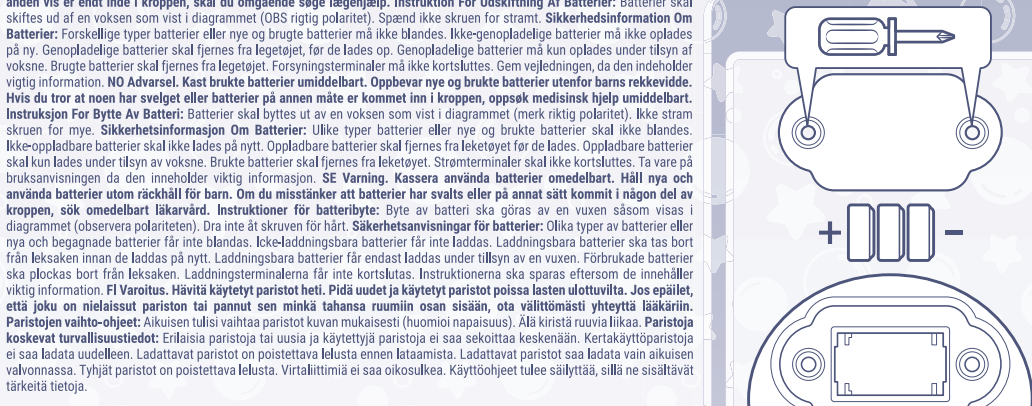 anden vis er endt inde i kroppen, skal du omgående søge lægehjælp. Instruktion For Udskiftning Af Batterier: Batterier skal
skiftes ud af en voksen som vist i diagrammet (OBS rigtig polaritet). Spænd ikke skruen for stramt. Sikkerhedsinformation Om
Batterier: Forskellige typer batterier eller nye og brugte batterier må ikke blandes. Ikke-genopladelige batterier må ikke oplades
på ny. Genopladelige batterier skal fjernes fra legetøjet, før de lades op. Genopladelige batterier må kun oplades under tilsyn af
voksne. Brugte batterier skal fjernes fra legetøjet. Forsyningsterminaler må ikke kortsluttes. Gem vejledningen, da den indeholder
vigtig information. NO Advarsel. Kast brukte batterier umiddelbart. Oppbevar nye og brukte batterier utenfor barns rekkevidde.
Hvis du tror at noen har svelget eller batterier på annen måte er kommet inn i kroppen, oppsøk medisinsk hjelp umiddelbart.
Instruksjon For Bytte Av Batteri: Batterier skal byttes ut av en voksen som vist i diagrammet (merk riktig polaritet). Ikke stram
skruen for mye. Sikkerhetsinformasjon Om Batterier: Ulike typer batterier eller nye og brukte batterier skal ikke blandes.
Ikke-oppladbare batterier skal ikke lades på nytt. Oppladbare batterier skal fjernes fra leketøyet før de lades. Oppladbare batterier
skal kun lades under tilsyn av voksne. Brukte batterier skal fjernes fra leketøyet. Strømterminaler skal ikke kortsluttes. Ta vare på
bruksanvisningen da den inneholder viktig informasjon. SE Varning. Kassera använda batterier omedelbart. Håll nya och
använda batterier utom räckhåll för barn. Om du misstänker att batterier har svalts eller på annat sätt kommit i någon del av
kroppen, sök omedelbart läkarvård. Instruktioner för batteribyte: Byte av batteri ska göras av en vuxen såsom visas i
diagrammet (observera polariteten). Dra inte åt skruven för hårt. Säkerhetsanvisningar för batterier: Olika typer av batterier eller
nya och begagnade batterier får inte blandas. Icke-laddningsbara batterier får inte laddas. Laddningsbara batterier ska tas bort
från leksaken innan de laddas på nytt. Laddningsbara batterier får endast laddas under tillsyn av en vuxen. Förbrukade batterier
ska plockas bort från leksaken. Laddningsterminalerna får inte kortslutas. Instruktionerna ska sparas eftersom de innehåller
viktig information. FI Varoitus. Hävitä käytetyt paristot heti. Pidä uudet ja käytetyt paristot poissa lasten ulottuvilta. Jos epäilet,
että joku on nielaissut pariston tai pannut sen minkä tahansa ruumiin osan sisään, ota välittömästi yhteyttä lääkäriin.
Paristojen vaihto-ohjeet: Aikuisen tulisi vaihtaa paristot kuvan mukaisesti (huomioi napaisuus). Älä kiristä ruuvia liikaa. Paristoja
koskevat turvallisuustiedot: Erilaisia paristoja tai uusia ja käytettyjä paristoja ei saa sekoittaa keskenään. Kertakäyttöparistoja
ei saa ladata uudelleen. Ladattavat paristot on poistettava lelusta ennen lataamista. Ladattavat paristot saa ladata vain aikuisen
valvonnassa. Tyhjät paristot on poistettava lelusta. Virtaliittimiä ei saa oikosulkea. Käyttöohjeet tulee säilyttää, sillä ne sisältävät
tärkeitä tietoja.
+ -